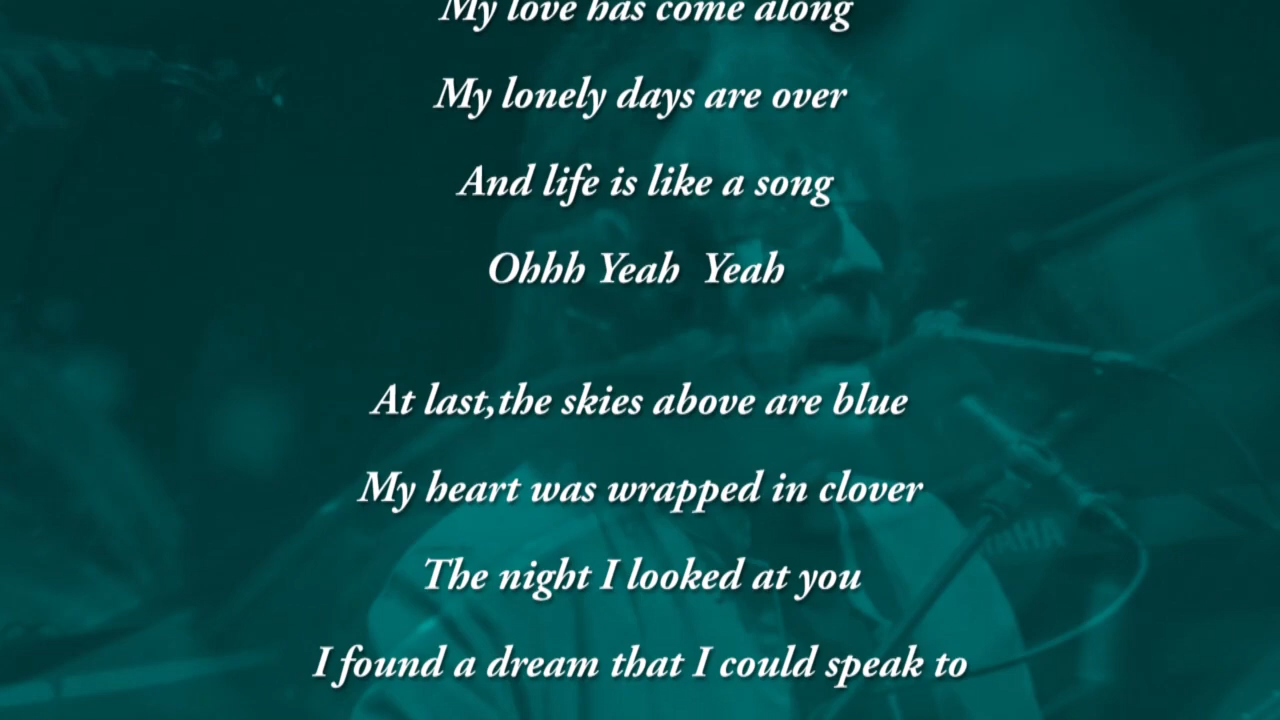 My love has come along
My lonely days are over
And life is like a song
Ohhh Yeah  Yeah
At last,the skies above are blue
My heart was wrapped in clover
The night I looked at you
I found a dream that I could speak to